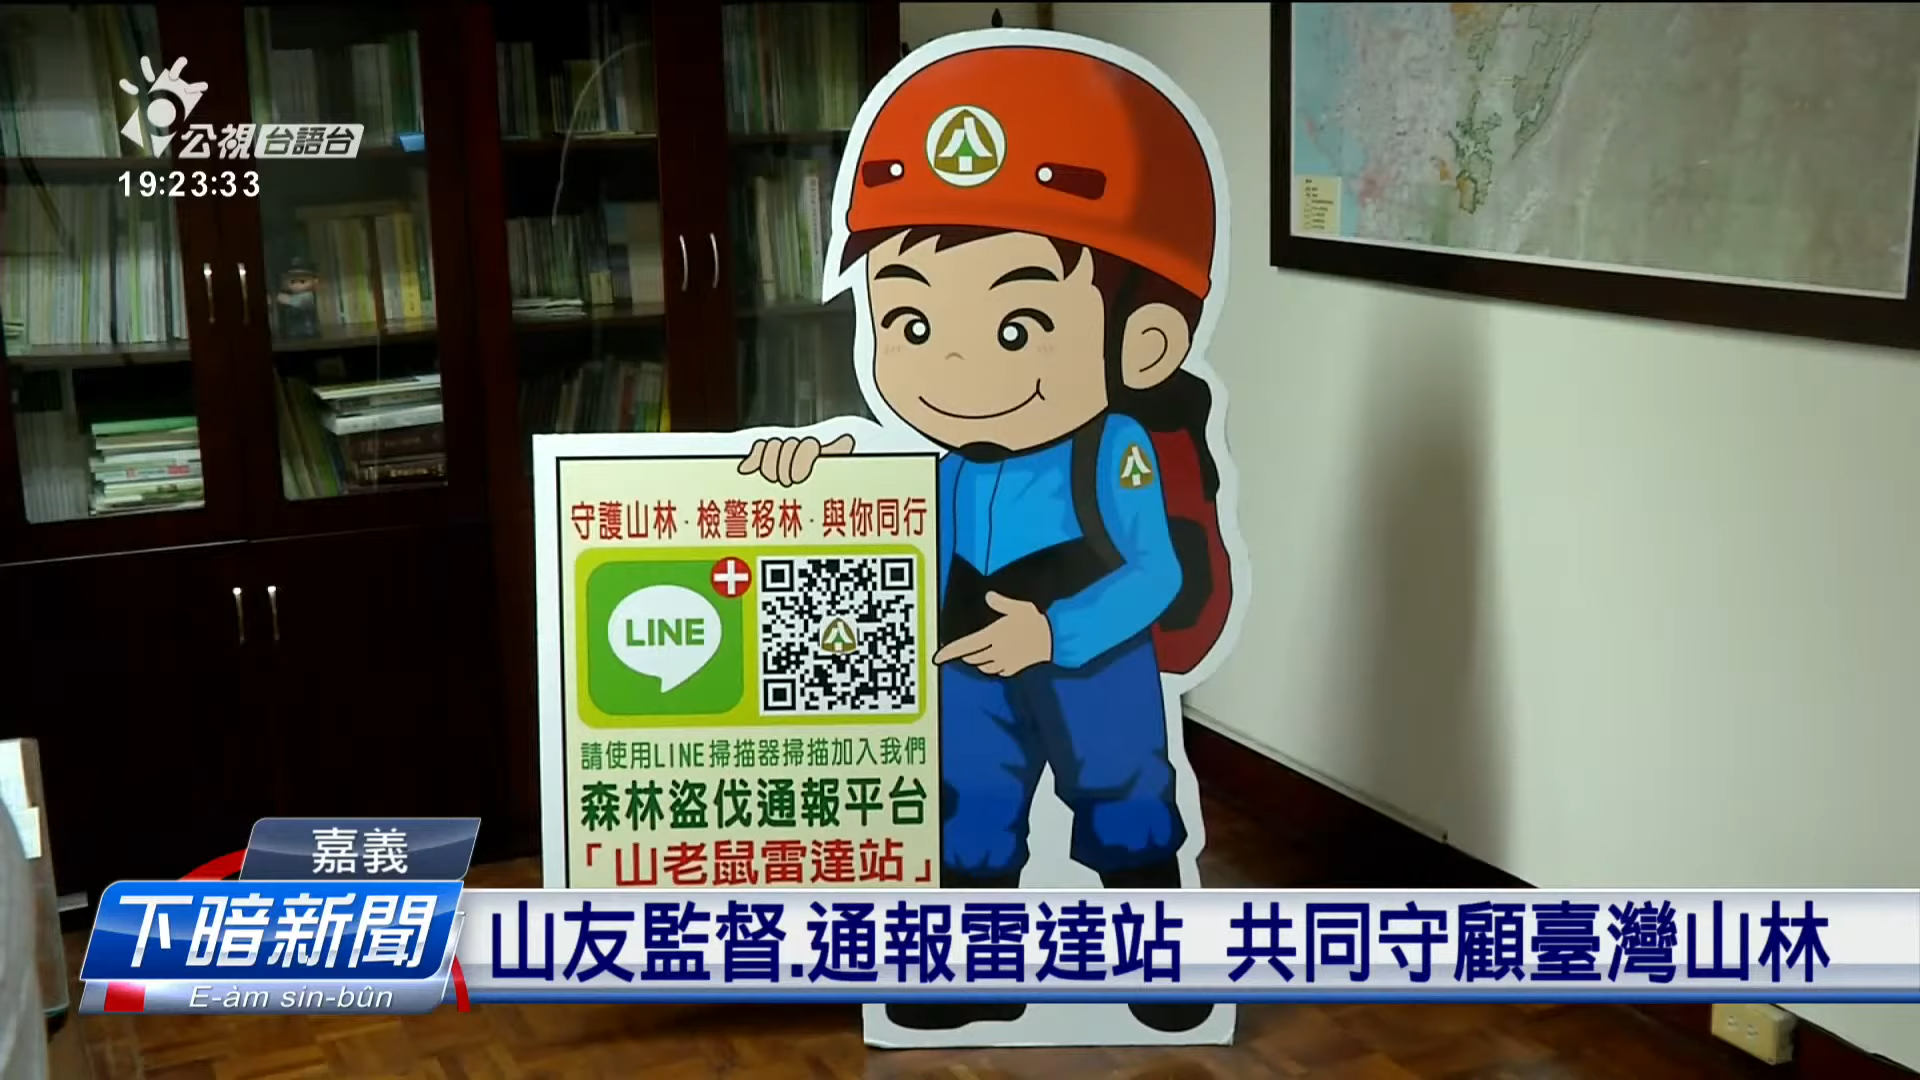 公視台語台
19:23:33
守護山林·檢警移林·與你同行
LINE
請使用LINE掃描器掃描加入我們
森林盜伐通報平台
「山老鼠雷達站」
嘉義
下暗新聞
E-àm sin-bûn
山友監督.通報雷達站 共同守顧臺灣山林